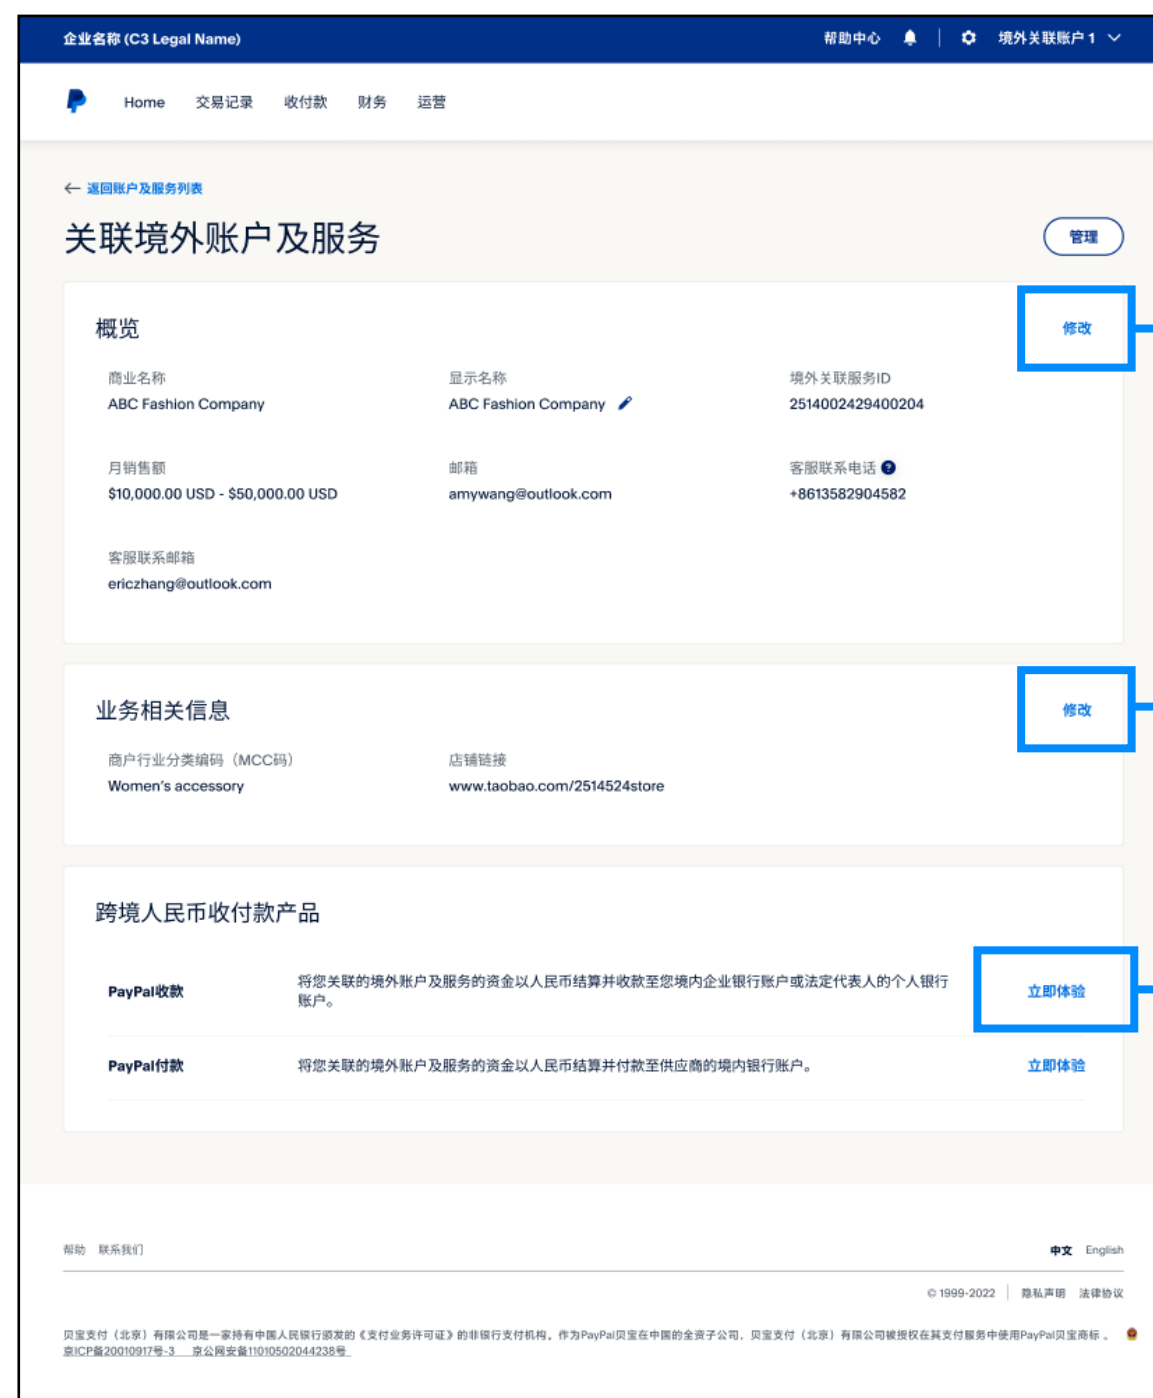 企业名称 (C3 Legal Name)
帮助中心
境外关联账户 1
Home 交易记录 收付款 财务 运营
返回账户及服务列表
关联境外账户及服务
管理
概览
修改
商业名称
ABC Fashion Company
显示名称
ABC Fashion Company
境外关联服务ID
2514002429400204
月销售额
$10,000.00 USD - $50,000.00 USD
邮箱
amywang@outlook.com
客服联系电话 ?
+8613582904582
客服联系邮箱
ericzhang@outlook.com
业务相关信息
修改
商户行业分类编码（MCC码）
Women's accessory
店铺链接
www.taobao.com/2514524store
跨境人民币收付款产品
PayPal收款
将您关联的境外账户及服务的资金以人民币结算并收款至您境内企业银行账户或法定代表人的个人银行
账户。
立即体验
PayPal付款
将您关联的境外账户及服务的资金以人民币结算并付款至供应商的境内银行账户。
立即体验
帮助 联系我们
中文 English
© 1999-2022 隐私声明 法律协议
贝宝支付（北京）有限公司是一家持有中国人民银行颁发的《支付业务许可证》的非银行支付机构。作为PayPal贝宝在中国的全资子公司，贝宝支付（北京）有限公司被授权在其支付服务中使用PayPal贝宝商标 。
京ICP备20010917号-3 京公网安备11010502044238号